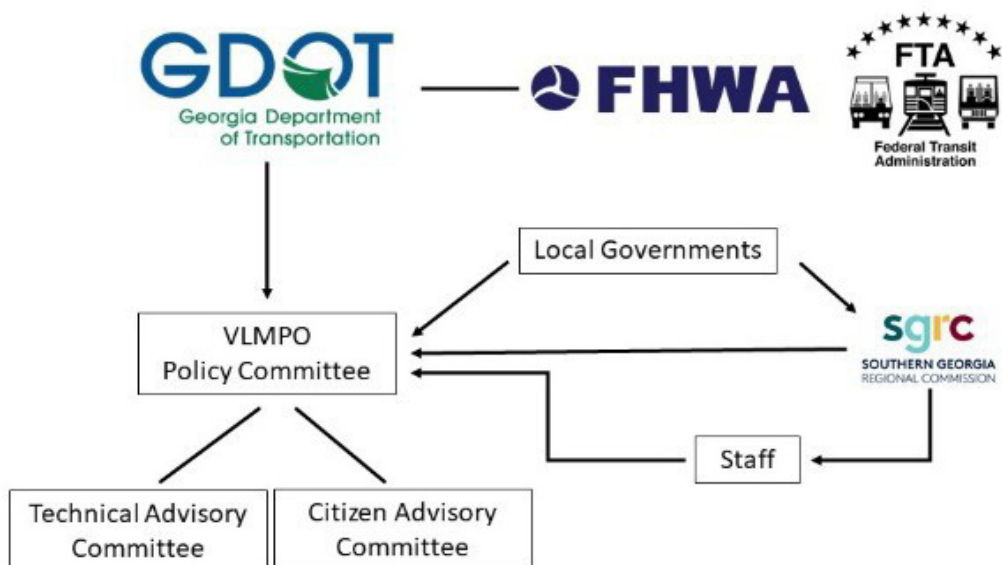 GDOT
Georgia Department
of Transportation
FHWA
FTA
Federal Transit
Administration
Local Governments
VLMPO
Policy Committee
sgrc
SOUTHERN GEORGIA
REGIONAL COMMISSION
Staff
Technical Advisory
Committee
Citizen Advisory
Committee